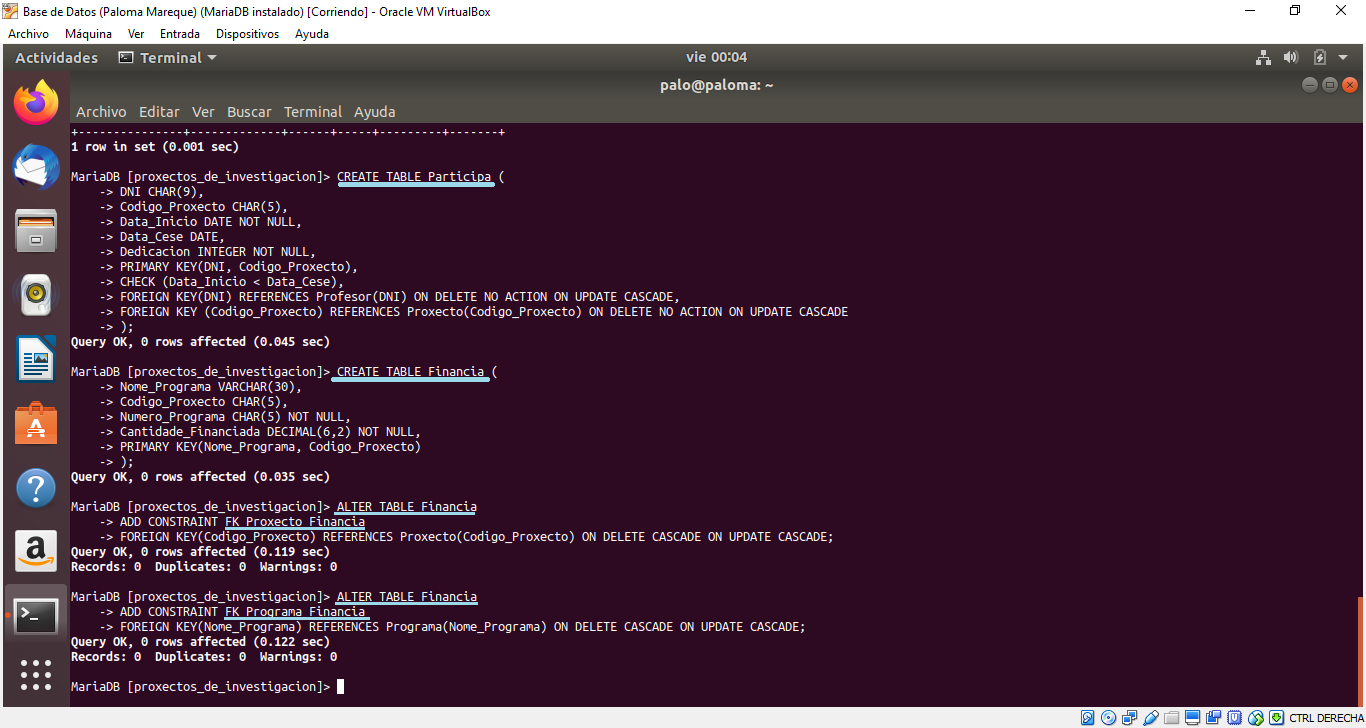 Base de Datos (Paloma Mareque) (MariaDB instalado) [Corriendo] - Oracle VM VirtualBox
Archivo Máquina Ver Entrada Dispositivos Ayuda
Actividades Terminal vie 00:04
palo@paloma: ~
Archivo Editar Ver Buscar Terminal Ayuda
+---------------+-------------+------+-----+---------+-------+
1 row in set (0.001 sec)
MariaDB [proxectos_de_investigacion]> CREATE TABLE Participa (
-> DNI CHAR(9),
-> Codigo_Proxecto CHAR(5),
-> Data_Inicio DATE NOT NULL,
-> Data_Cese DATE,
-> Dedicacion INTEGER NOT NULL,
-> PRIMARY KEY(DNI, Codigo_Proxecto),
-> CHECK (Data_Inicio < Data_Cese),
-> FOREIGN KEY(DNI) REFERENCES Profesor(DNI) ON DELETE NO ACTION ON UPDATE CASCADE,
-> FOREIGN KEY (Codigo_Proxecto) REFERENCES Proxecto(Codigo_Proxecto) ON DELETE NO ACTION ON UPDATE CASCADE
-> );
Query OK, 0 rows affected (0.045 sec)
MariaDB [proxectos_de_investigacion]> CREATE TABLE Financia (
-> Nome_Programa VARCHAR(30),
-> Codigo_Proxecto CHAR(5),
-> Numero_Programa CHAR(5) NOT NULL,
-> Cantidade_Financiada DECIMAL(6,2) NOT NULL,
-> PRIMARY KEY(Nome_Programa, Codigo_Proxecto)
-> );
Query OK, 0 rows affected (0.035 sec)
MariaDB [proxectos_de_investigacion]> ALTER TABLE Financia
-> ADD CONSTRAINT FK_Proxecto_Financia
-> FOREIGN KEY(Codigo_Proxecto) REFERENCES Proxecto(Codigo_Proxecto) ON DELETE CASCADE ON UPDATE CASCADE;
Query OK, 0 rows affected (0.119 sec)
Records: 0 Duplicates: 0 Warnings: 0
MariaDB [proxectos_de_investigacion]> ALTER TABLE Financia
-> ADD CONSTRAINT FK_Programa_Financia
-> FOREIGN KEY(Nome_Programa) REFERENCES Programa(Nome_Programa) ON DELETE CASCADE ON UPDATE CASCADE;
Query OK, 0 rows affected (0.122 sec)
Records: 0 Duplicates: 0 Warnings: 0
MariaDB [proxectos_de_investigacion]>
CTRL DERECHA